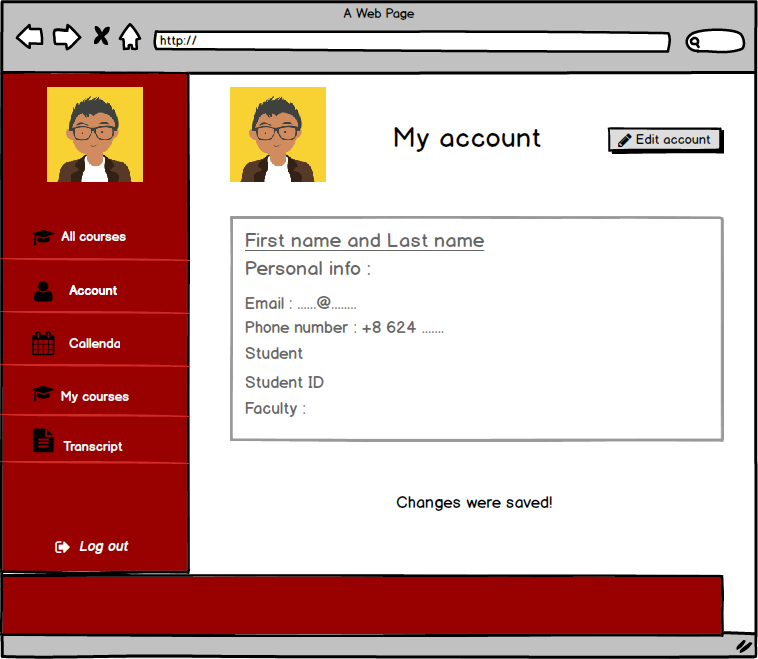 A Web Page
http://
My account
Edit account
All courses
Account
Callenda
My courses
Transcript
Log out
First name and Last name
Personal info :
Email : ......@........
Phone number : +8 624 .......
Student
Student ID
Faculty :
Changes were saved!